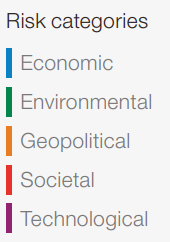 Risk categories
Economic
Environmental
Geopolitical
Societal
Technological